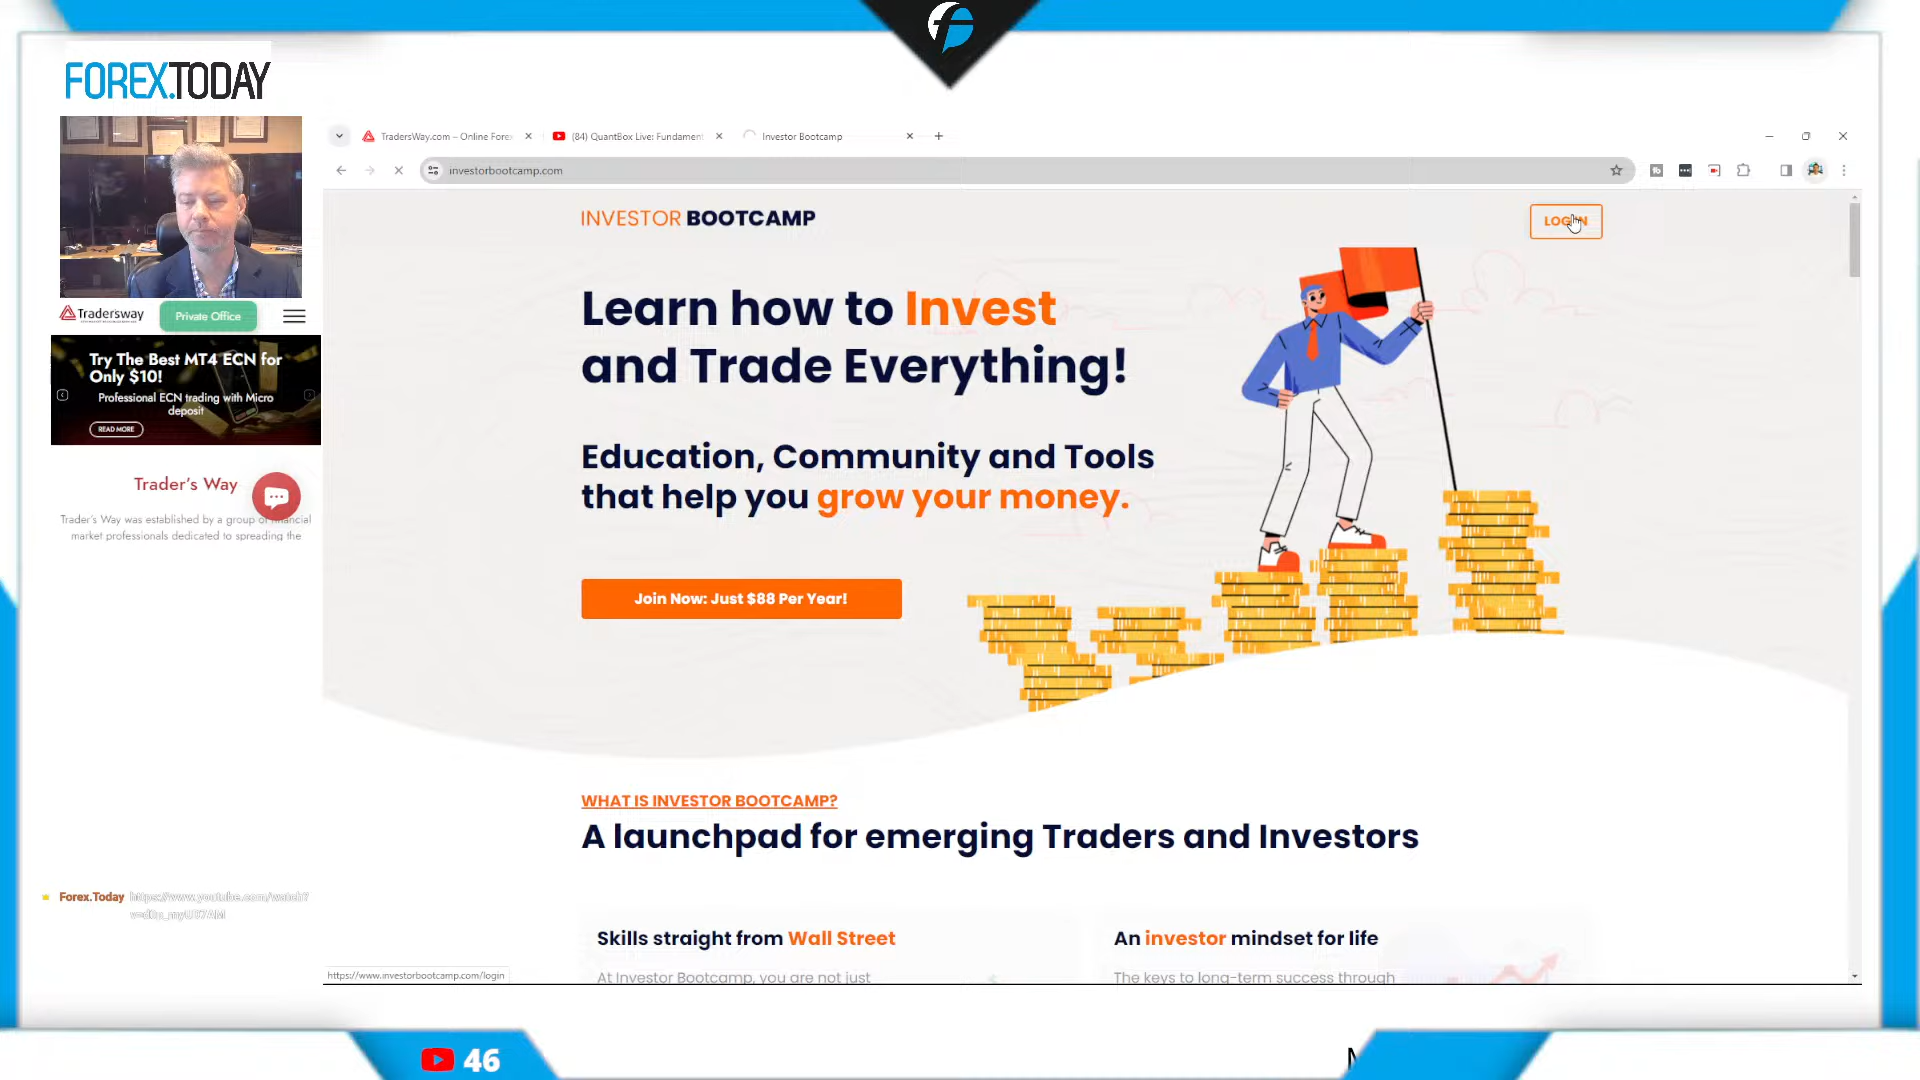 FOREX.TODAY
TradersWay.com – Online Forex
(84) QuantBox Live: Fundament
Investor Bootcamp
investorbootcamp.com
INVESTOR BOOTCAMP
LOGIN
Learn how to Invest
and Trade Everything!
Education, Community and Tools
that help you grow your money.
Join Now: Just $88 Per Year!
WHAT IS INVESTOR BOOTCAMP?
A launchpad for emerging Traders and Investors
Skills straight from Wall Street
At Investor Bootcamp, you are not just
An investor mindset for life
The keys to long-term success through
https://www.investorbootcamp.com/login
Tradersway
Private Office
Try The Best MT4 ECN for
Only $10!
Professional ECN trading with Micro
deposit
READ MORE
Trader's Way
Trader's Way was established by a group of financial
market professionals dedicated to spreading the
Forex.Today https://www.youtube.com/watch?
46